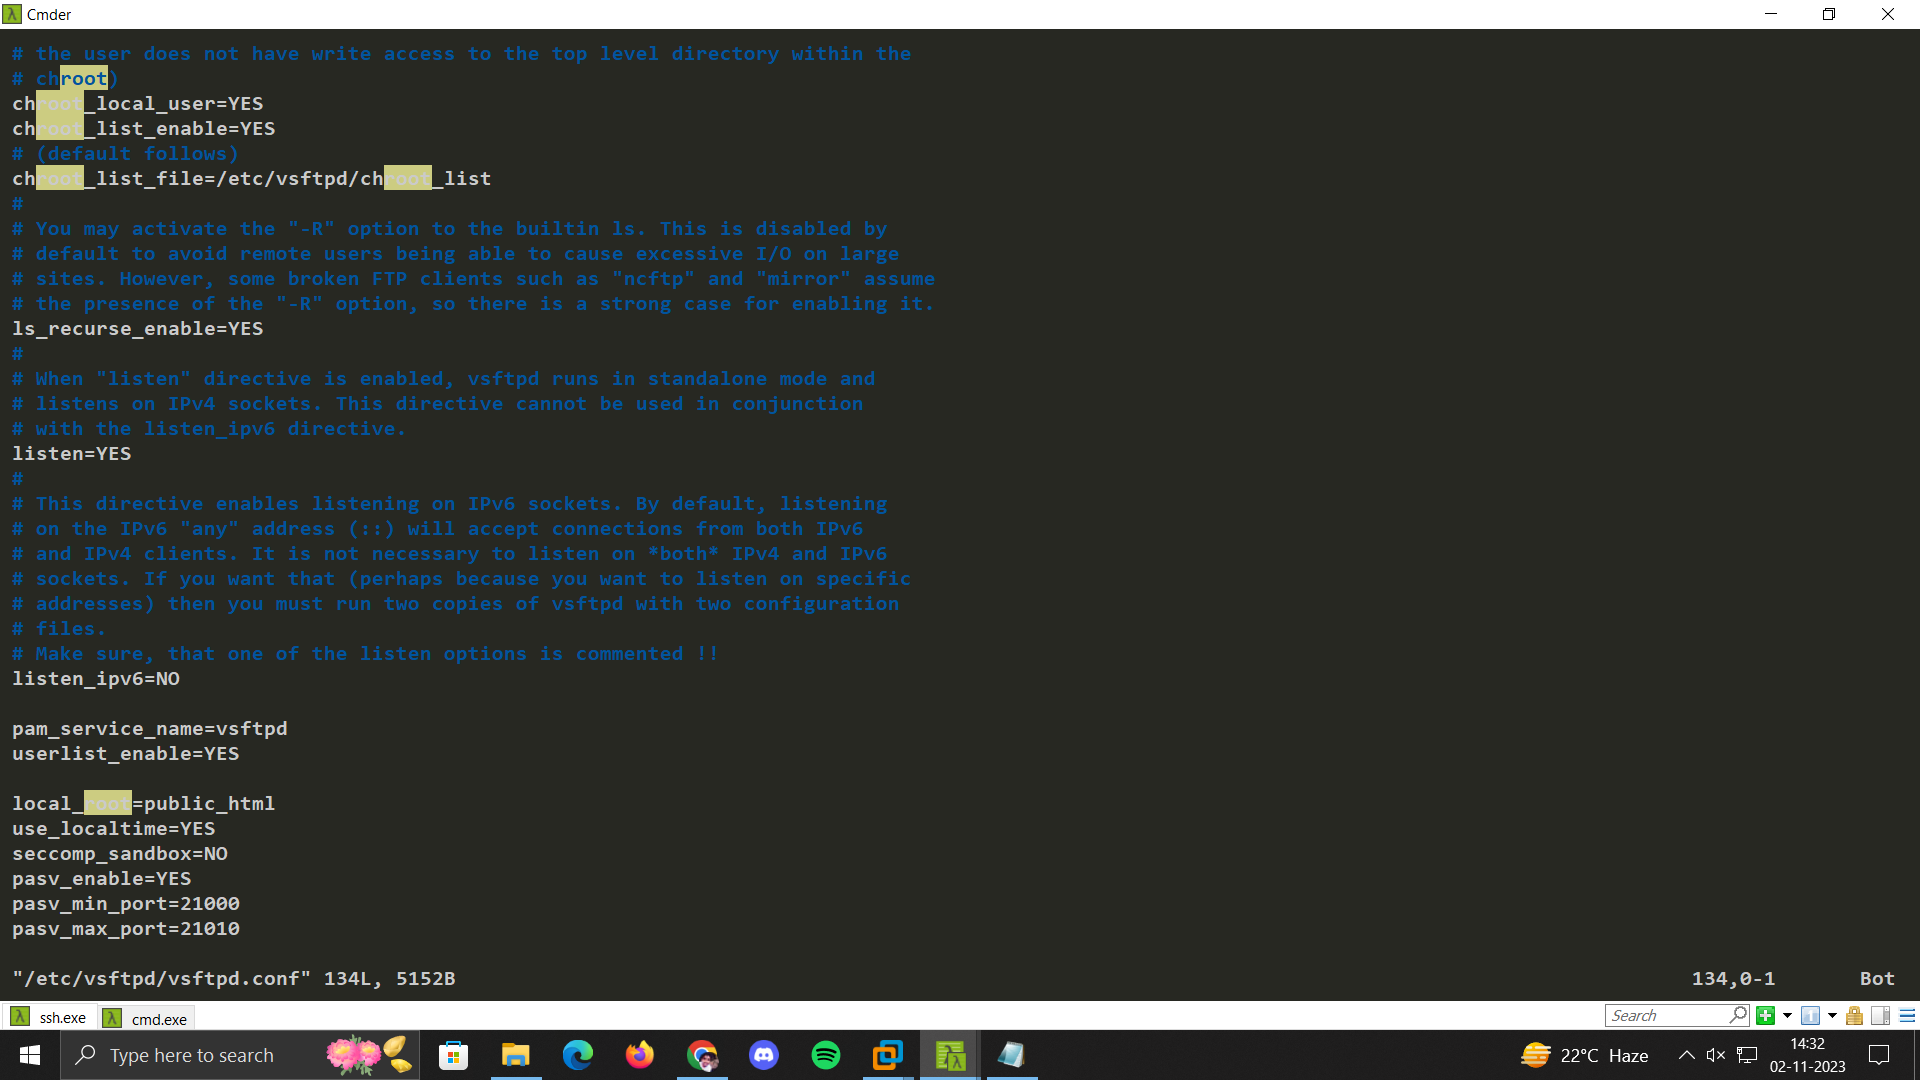 Cmder
# the user does not have write access to the top level directory within the
# chroot)
chroot_local_user=YES
chroot_list_enable=YES
# (default follows)
chroot_list_file=/etc/vsftpd/chroot_list
#
# You may activate the "-R" option to the builtin ls. This is disabled by
# default to avoid remote users being able to cause excessive I/O on large
# sites. However, some broken FTP clients such as "ncftp" and "mirror" assume
# the presence of the "-R" option, so there is a strong case for enabling it.
ls_recurse_enable=YES
#
# When "listen" directive is enabled, vsftpd runs in standalone mode and
# listens on IPv4 sockets. This directive cannot be used in conjunction
# with the listen_ipv6 directive.
listen=YES
#
# This directive enables listening on IPv6 sockets. By default, listening
# on the IPv6 "any" address (::) will accept connections from both IPv6
# and IPv4 clients. It is not necessary to listen on *both* IPv4 and IPv6
# sockets. If you want that (perhaps because you want to listen on specific
# addresses) then you must run two copies of vsftpd with two configuration
# files.
# Make sure, that one of the listen options is commented !!
listen_ipv6=NO
pam_service_name=vsftpd
userlist_enable=YES
local_root=public_html
use_localtime=YES
seccomp_sandbox=NO
pasv_enable=YES
pasv_min_port=21000
pasv_max_port=21010
"/etc/vsftpd/vsftpd.conf" 134L, 5152B 134,0-1 Bot
ssh.exe cmd.exe Search
Type here to search 22°C Haze 14:32
02-11-2023